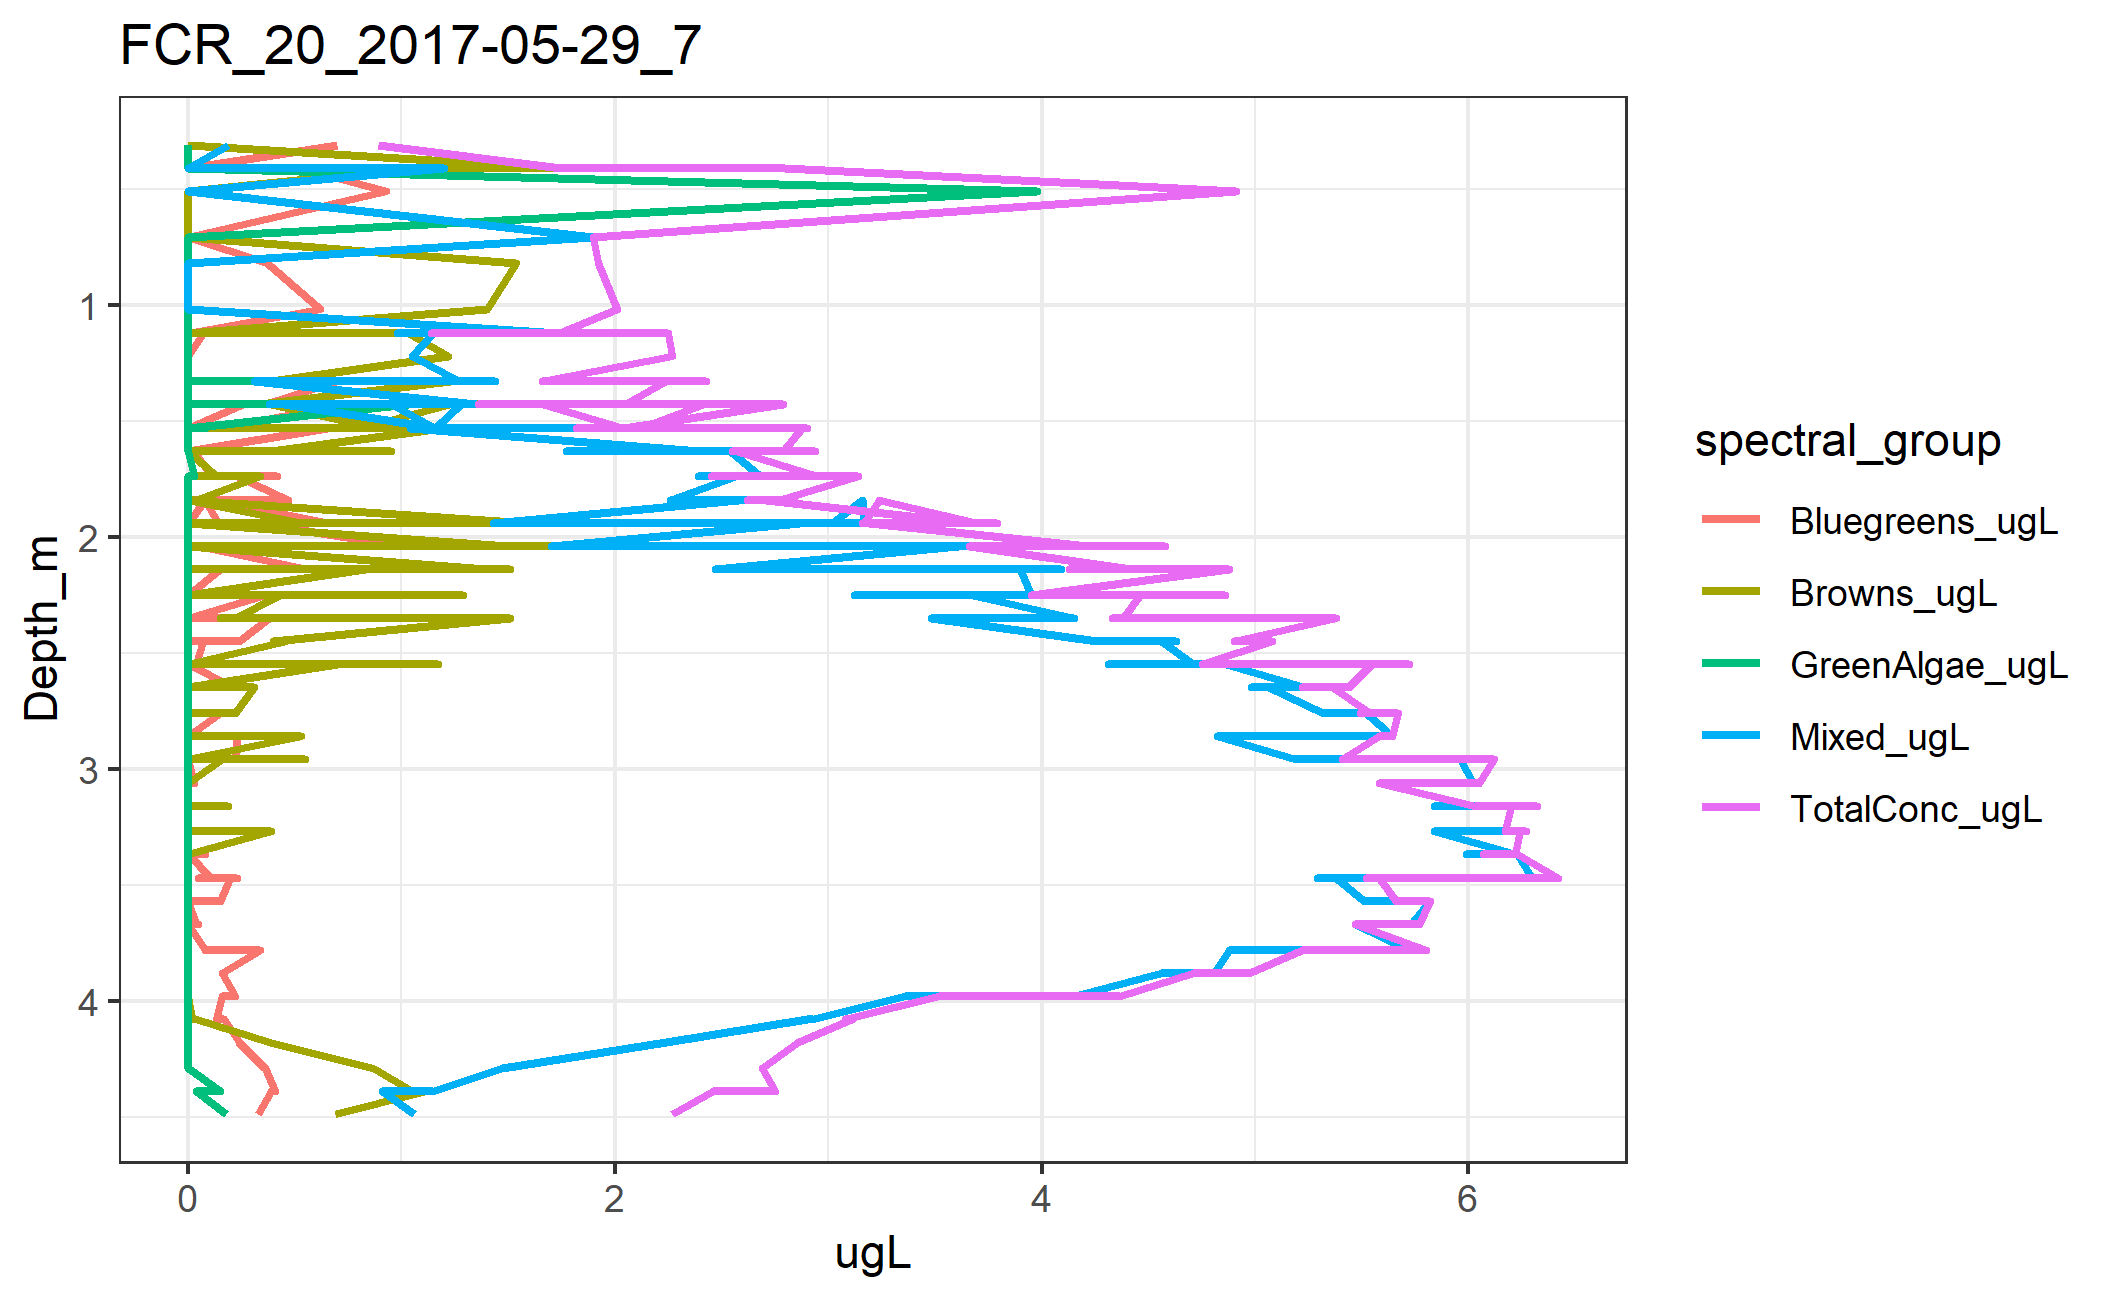 FCR_20_2017-05-29_7
Depth_m
1
2
3
4
0 2 4 6
ugL
spectral_group
Bluegreens_ugL
Browns_ugL
GreenAlgae_ugL
Mixed_ugL
TotalConc_ugL